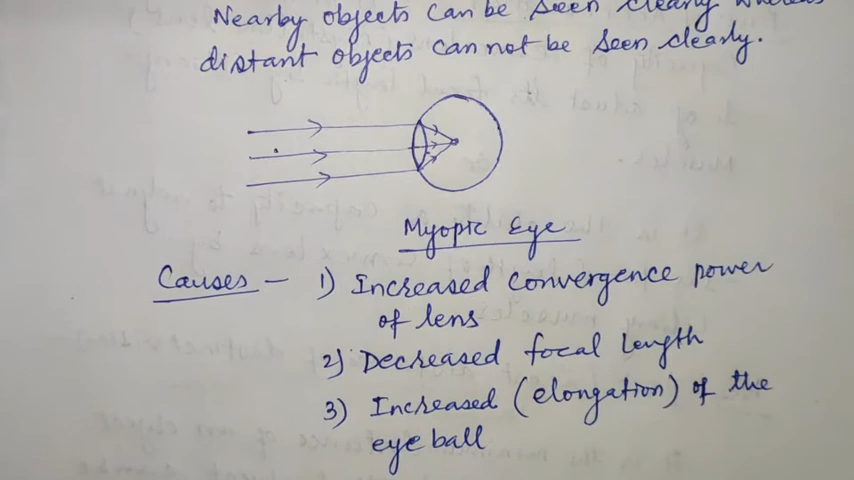 Nearby objects can be seen clearly whereas
distant objects can not be seen clearly.
Myopic Eye
Causes - 1) Increased convergence power
of lens
2) Decreased focal length
3) Increased (elongation) of the
eye ball